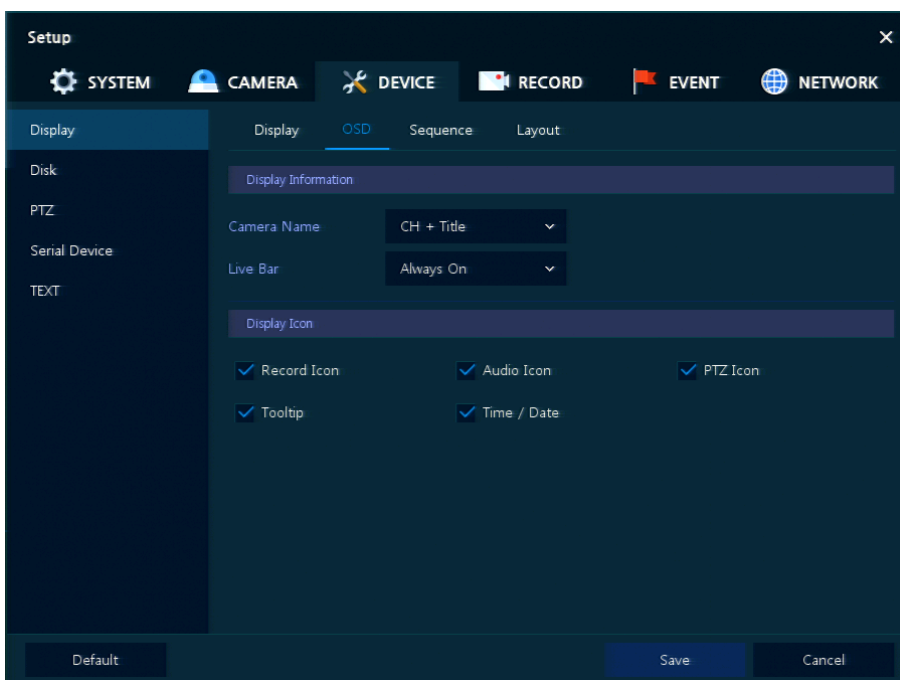 Setup
SYSTEM CAMERA DEVICE RECORD EVENT NETWORK
Display
Disk
PTZ
Serial Device
TEXT
Display OSD Sequence Layout
Display Information
Camera Name CH + Title
Live Bar Always On
Display Icon
Record Icon Audio Icon PTZ Icon
Tooltip Time / Date
Default Save Cancel